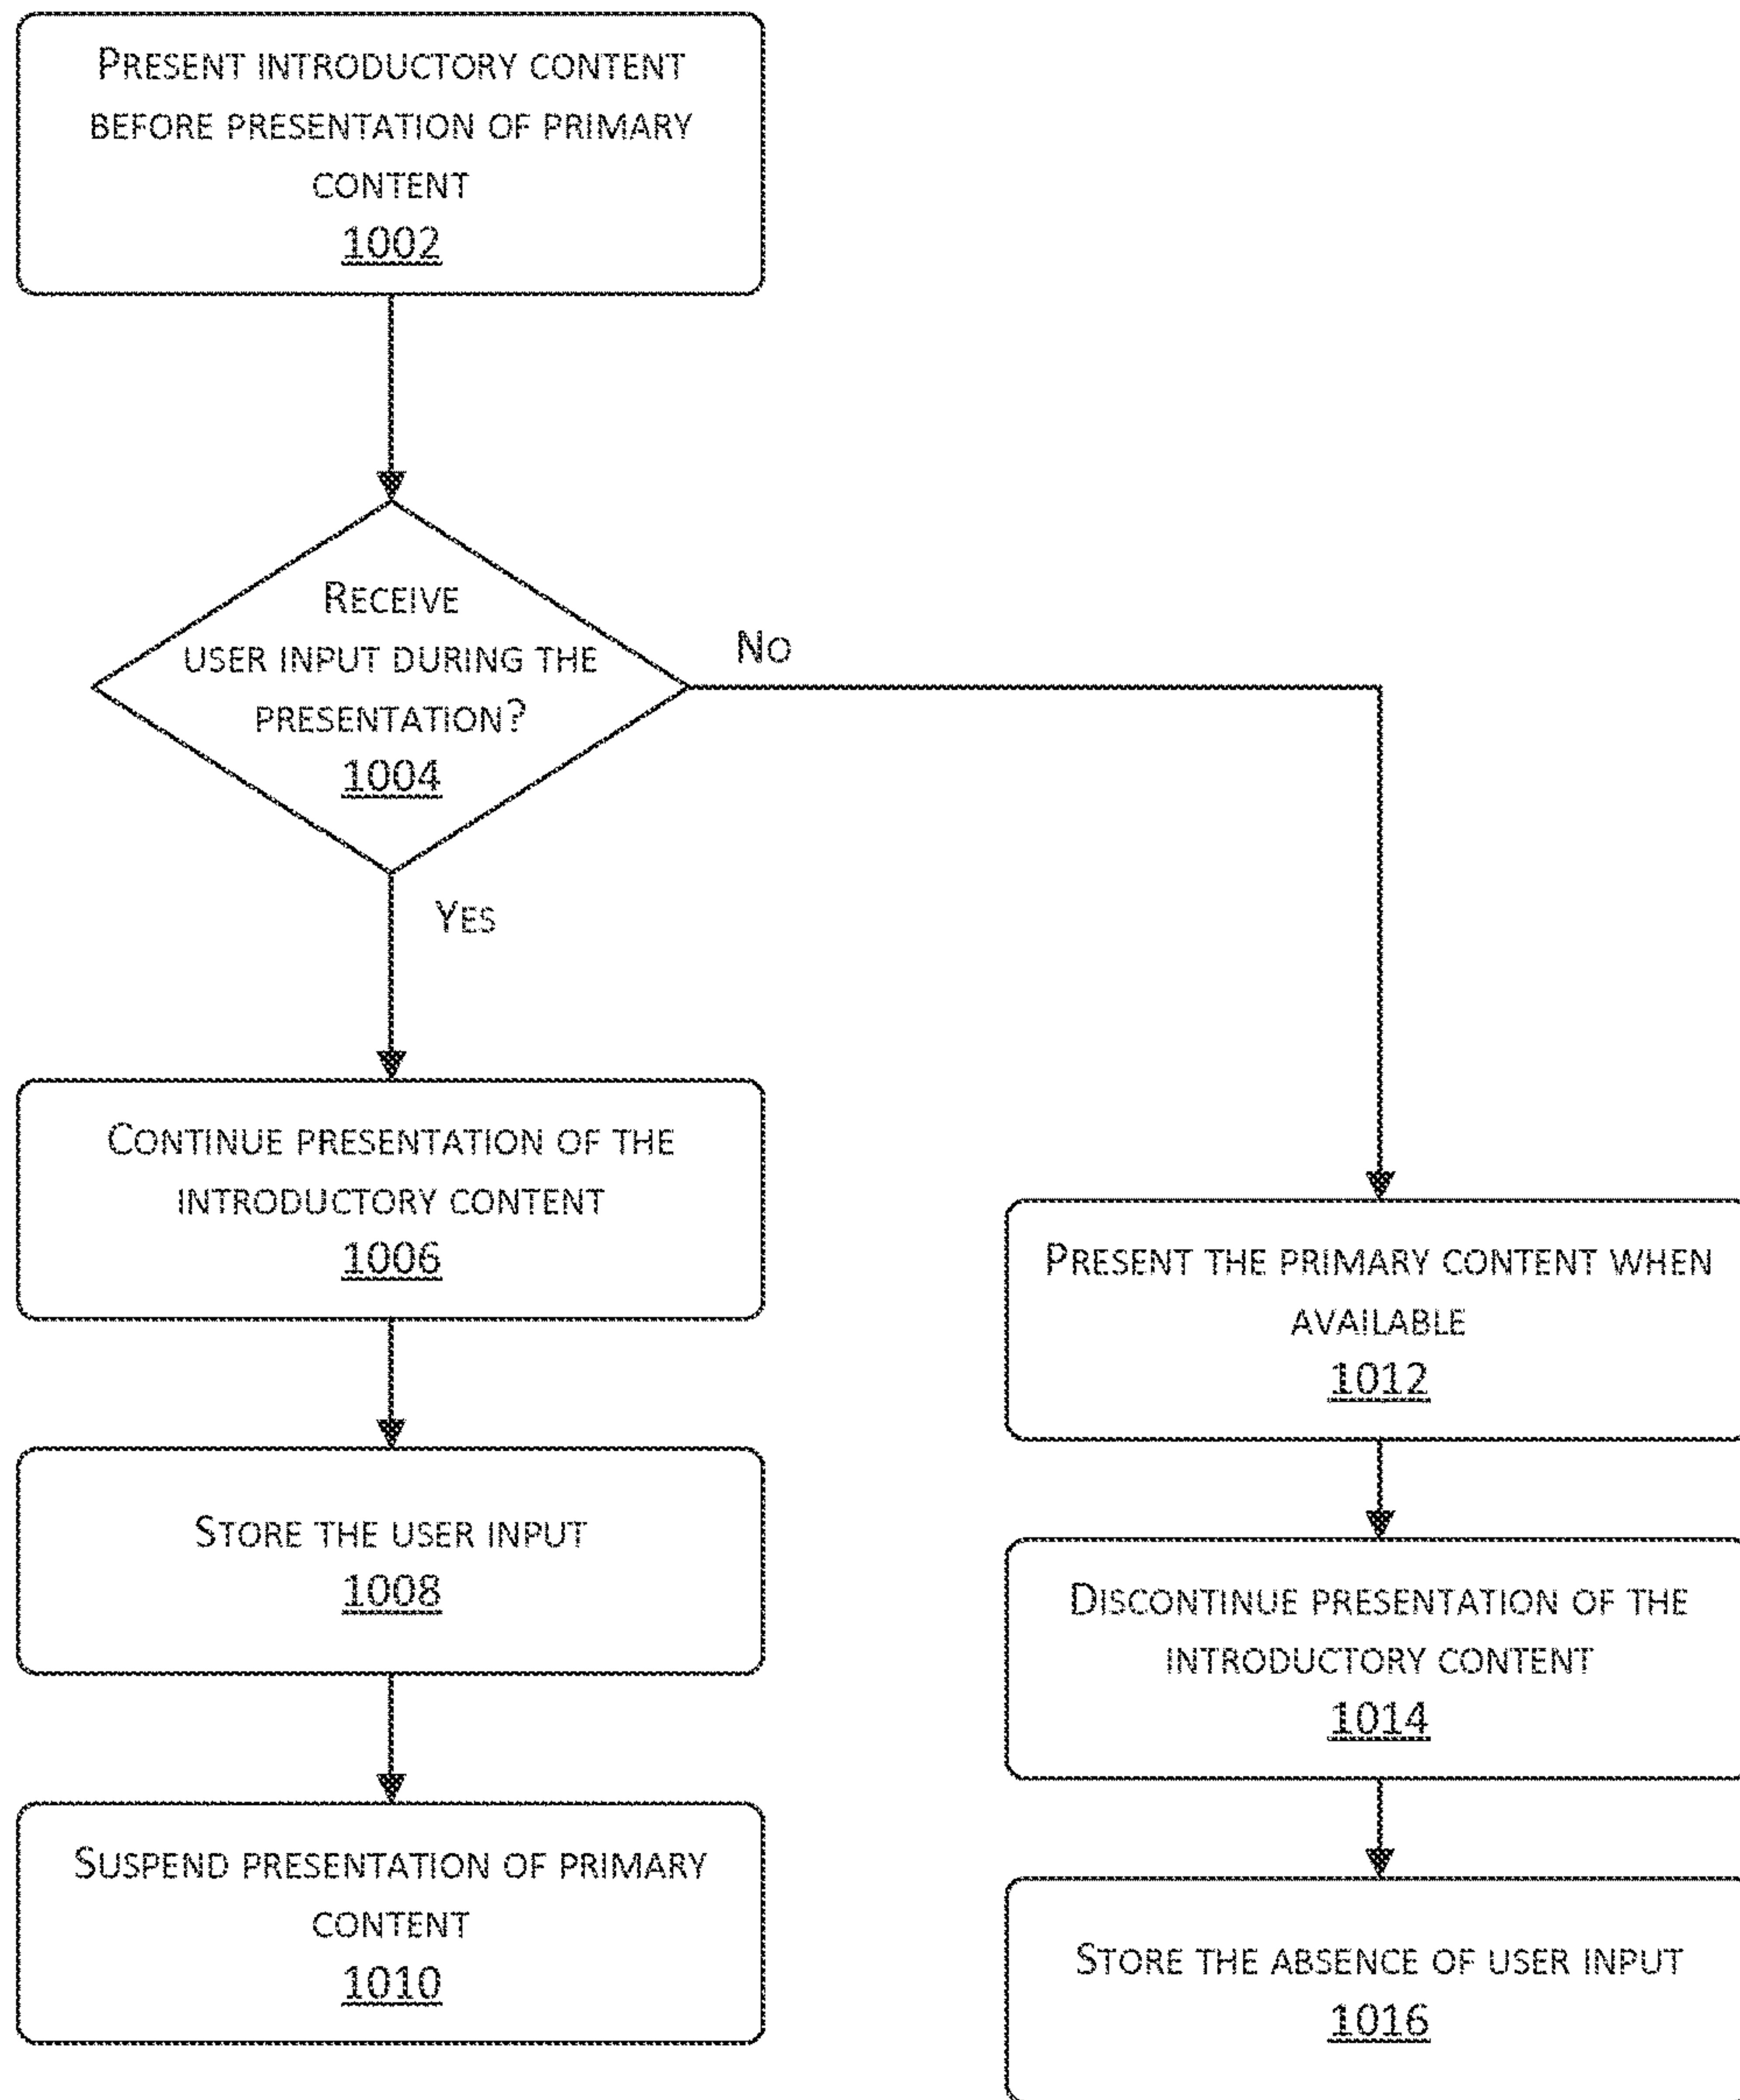 PRESENT INTRODUCTORY CONTENT
BEFORE PRESENTATION OF PRIMARY
CONTENT
1002
RECEIVE
USER INPUT DURING THE
PRESENTATION?
1004
NO
YES
CONTINUE PRESENTATION OF THE
INTRODUCTORY CONTENT
1006
STORE THE USER INPUT
1008
SUSPEND PRESENTATION OF PRIMARY
CONTENT
1010
PRESENT THE PRIMARY CONTENT WHEN
AVAILABLE
1012
DISCONTINUE PRESENTATION OF THE
INTRODUCTORY CONTENT
1014
STORE THE ABSENCE OF USER INPUT
1016